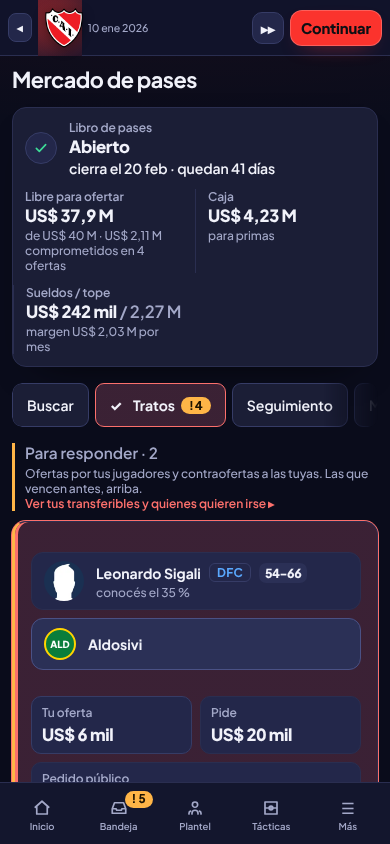 ◂
C.A.I.
10 ene 2026
▸▸
Continuar
Mercado de pases
Libro de pases
Abierto
cierra el 20 feb · quedan 41 días
Libre para ofertar
US$ 37,9 M
de US$ 40 M · US$ 2,11 M
comprometidos en 4
ofertas
Caja
US$ 4,23 M
para primas
Sueldos / tope
US$ 242 mil / 2,27 M
margen US$ 2,03 M por
mes
Buscar
✓ Tratos ! 4
Seguimiento
Para responder · 2
Ofertas por tus jugadores y contraofertas a las tuyas. Las que
vencen antes, arriba.
Ver tus transferibles y quienes quieren irse ▸
Leonardo Sigali DFC 54–66
conocés el 35 %
ALD Aldosivi
Tu oferta
US$ 6 mil
Pide
US$ 20 mil
Pedido público
! 5
Inicio
Bandeja
Plantel
Tácticas
Más